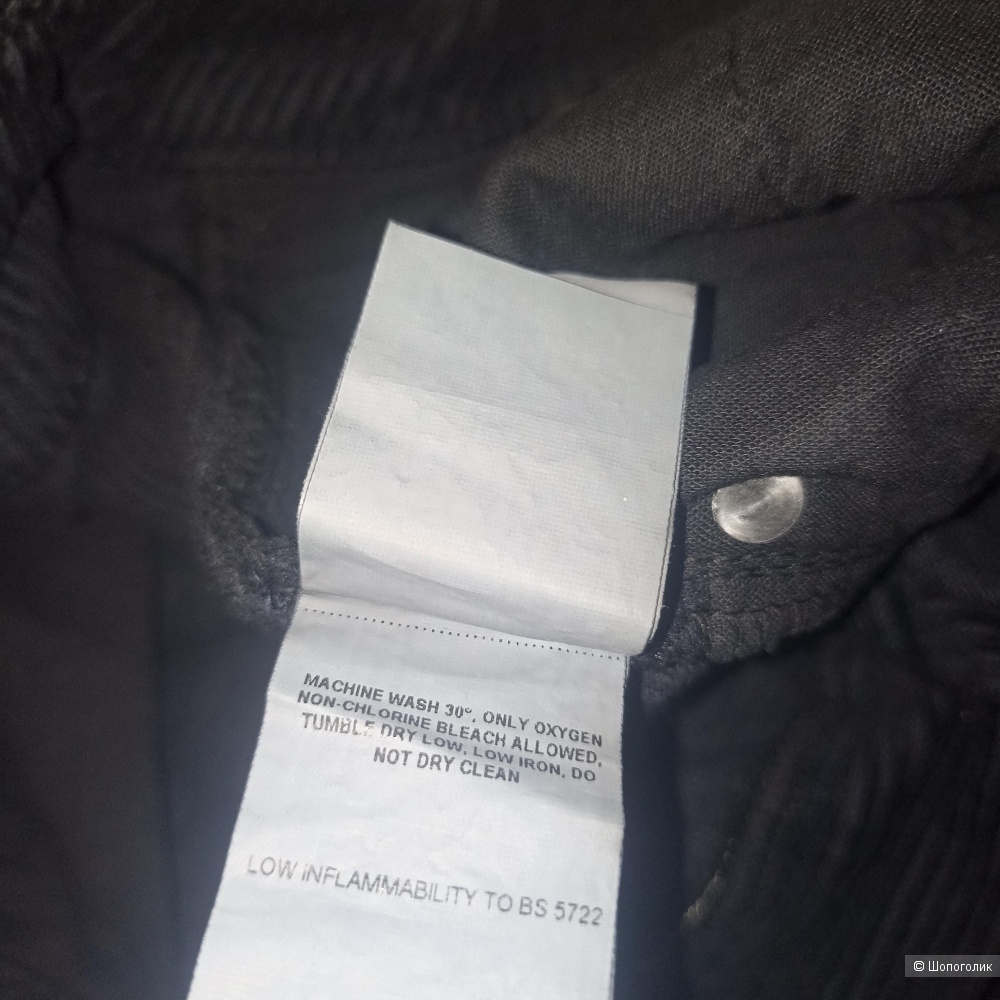 MACHINE WASH 30°, ONLY OXYGEN
NON-CHLORINE BLEACH ALLOWED,
TUMBLE DRY LOW, LOW IRON, DO
NOT DRY CLEAN
LOW INFLAMMABILITY TO BS 5722
© Шопоголик